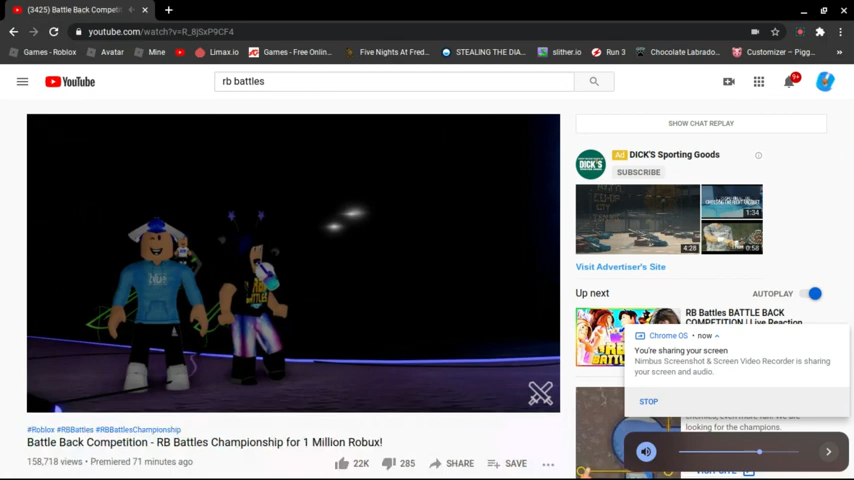 (3425) Battle Back Competi
youtube.com/watch?v=R_8jSxP9CF4
Games - Roblox
Avatar
Mine
Limax.io
Games - Free Onlin...
Five Nights At Fred...
STEALING THE DIA...
slither.io
Run 3
Chocolate Labrado...
Customizer – Pigg...
»
YouTube
rb battles
9+
SHOW CHAT REPLAY
DICK'S
Ad DICK'S Sporting Goods
SUBSCRIBE
4:28
1:34
0:58
Visit Advertiser's Site
Up next
AUTOPLAY
RB Battles BATTLE BACK
COMPETITION | Live Reaction
Chrome OS • now
You're sharing your screen
Nimbus Screenshot & Screen Video Recorder is sharing
your screen and audio.
STOP
looking for the champions.
#Roblox #RBBattles #RBBattlesChampionship
Battle Back Competition - RB Battles Championship for 1 Million Robux!
158,718 views • Premiered 71 minutes ago
22K
285
SHARE
SAVE